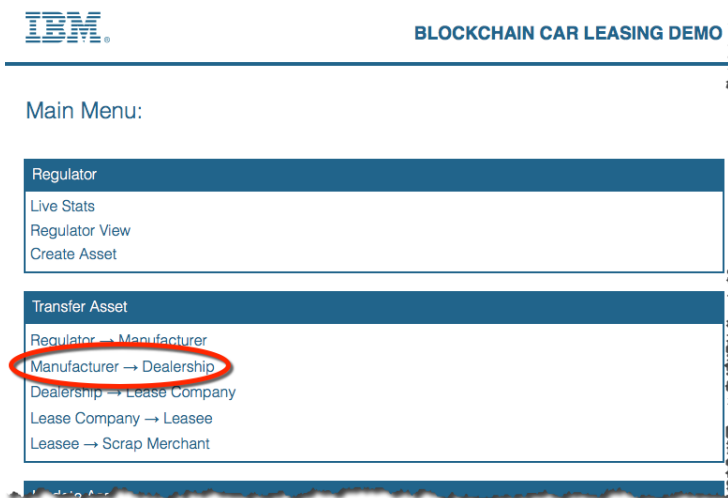 IBM
BLOCKCHAIN CAR LEASING DEMO
Main Menu:
Regulator
Live Stats
Regulator View
Create Asset
Transfer Asset
Regulator → Manufacturer
Manufacturer → Dealership
Dealership → Lease Company
Lease Company → Leasee
Leasee → Scrap Merchant